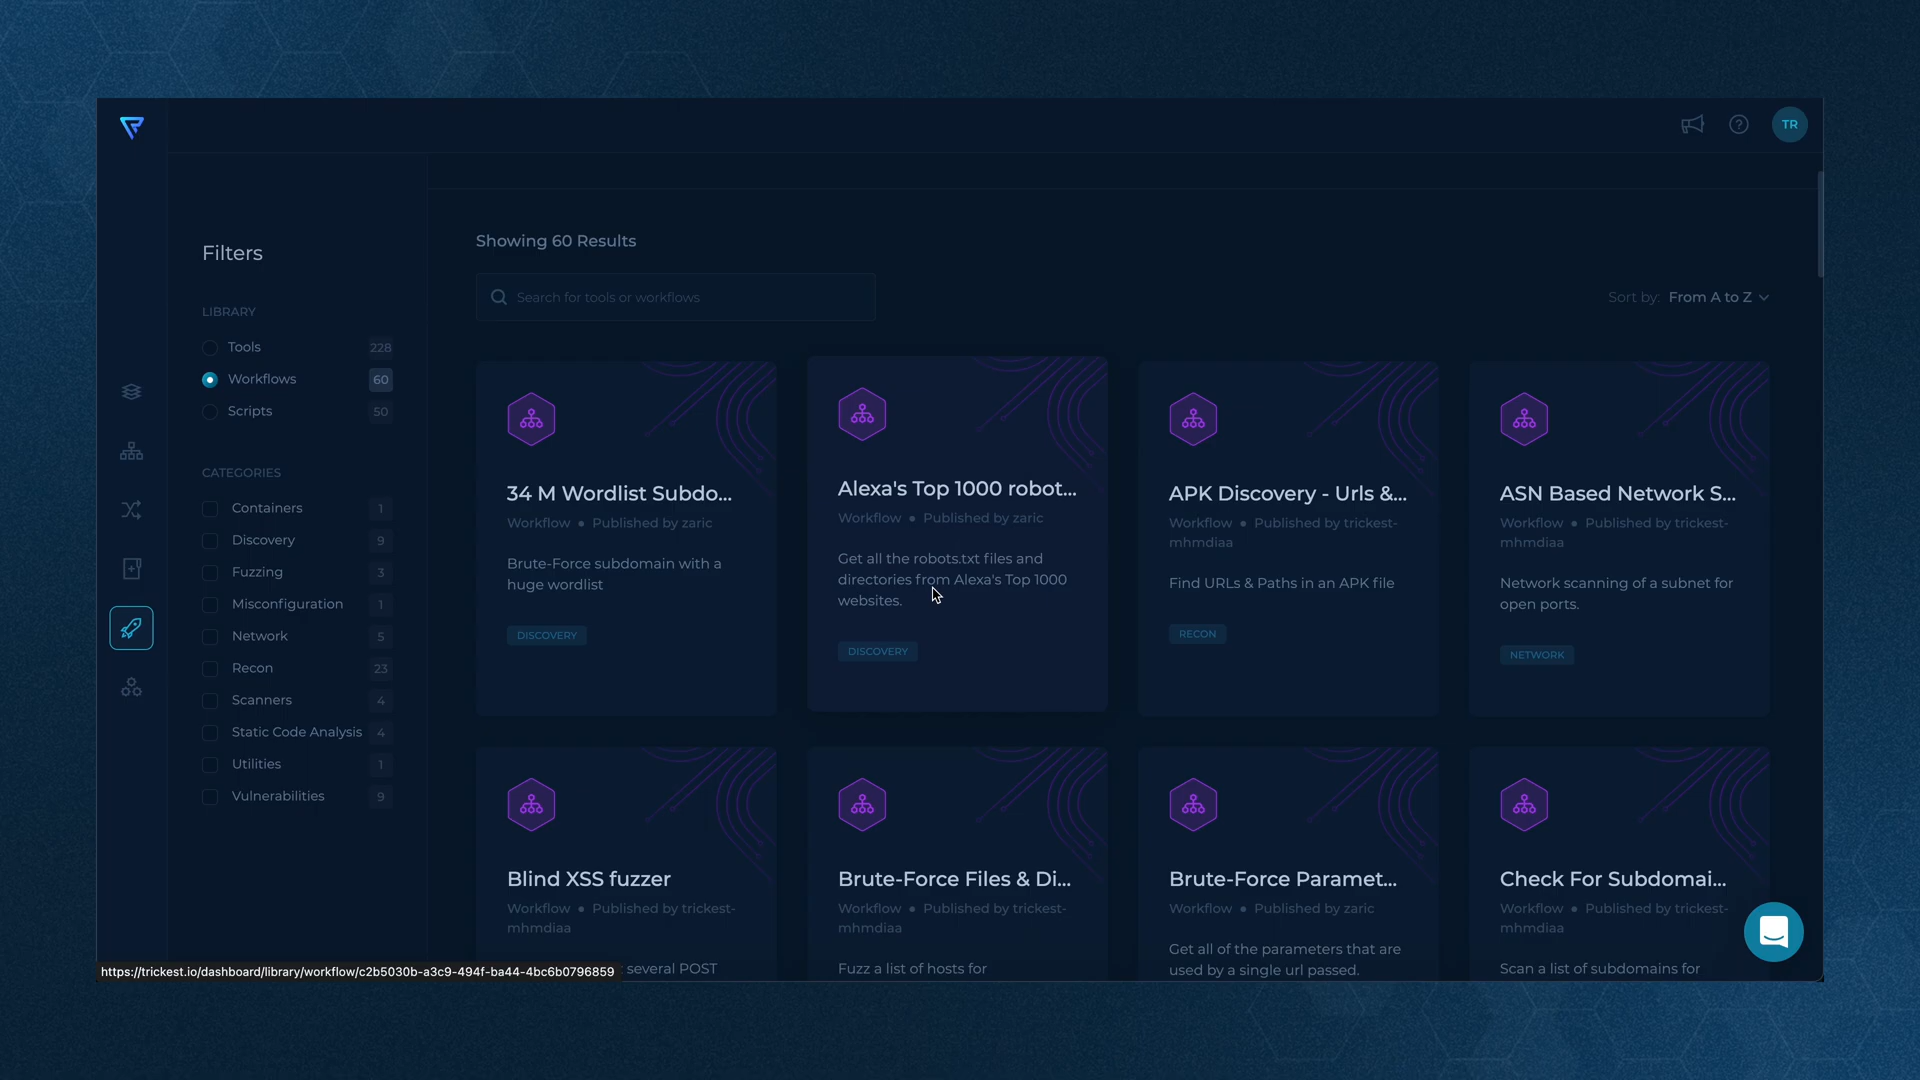 TR
Filters
LIBRARY
Tools 228
Workflows 60
Scripts 50
CATEGORIES
Containers 1
Discovery 9
Fuzzing 3
Misconfiguration 1
Network 5
Recon 23
Scanners 4
Static Code Analysis 4
Utilities 1
Vulnerabilities 9
Showing 60 Results
Search for tools or workflows
Sort by: From A to Z
34 M Wordlist Subdo...
Workflow • Published by zaric
Brute-Force subdomain with a
huge wordlist
DISCOVERY
Alexa's Top 1000 robot...
Workflow • Published by zaric
Get all the robots.txt files and
directories from Alexa's Top 1000
websites.
DISCOVERY
APK Discovery - Urls &...
Workflow • Published by trickest-
mhmdiaa
Find URLs & Paths in an APK file
RECON
ASN Based Network S...
Workflow • Published by trickest-
mhmdiaa
Network scanning of a subnet for
open ports.
NETWORK
Blind XSS fuzzer
Workflow • Published by trickest-
mhmdiaa
several POST
Brute-Force Files & Di...
Workflow • Published by trickest-
mhmdiaa
Fuzz a list of hosts for
Brute-Force Paramet...
Workflow • Published by zaric
Get all of the parameters that are
used by a single url passed.
Check For Subdomai...
Workflow • Published by trickest-
mhmdiaa
Scan a list of subdomains for
https://trickest.io/dashboard/library/workflow/c2b5030b-a3c9-494f-ba44-4bc6b0796859